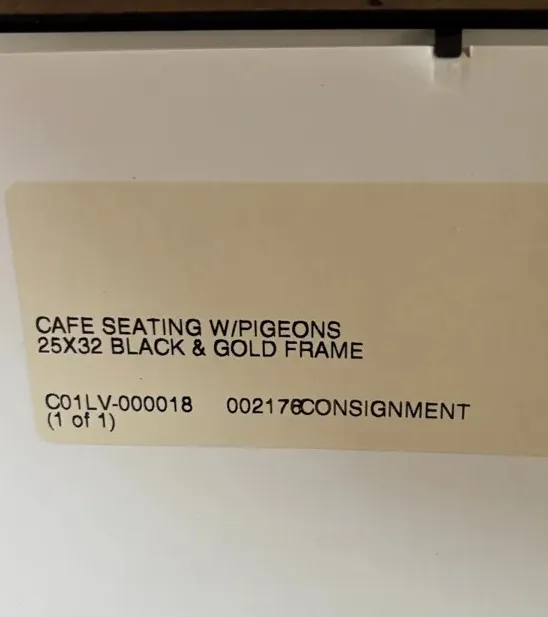 CAFE SEATING W/PIGEONS
25X32 BLACK & GOLD FRAME
C01LV-000018 002176CONSIGNMENT
(1 of 1)